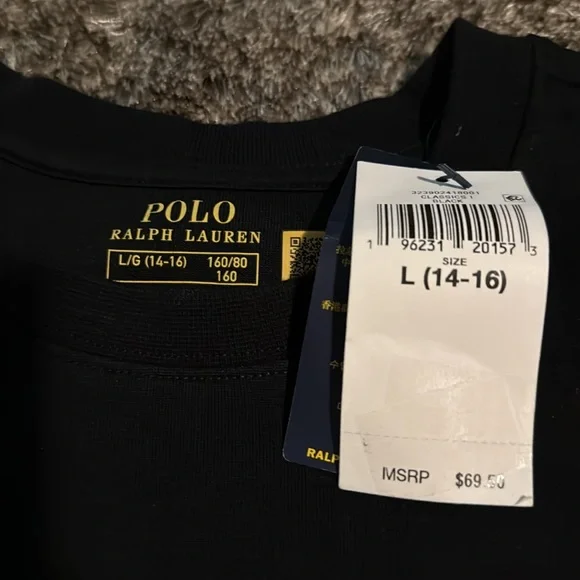 POLO
RALPH LAUREN
L/G (14-16) 160/80
160
323902418001
CLASSICS I
BLACK
1 96231 20157 3
SIZE
L (14-16)
MSRP $69.50
RALP